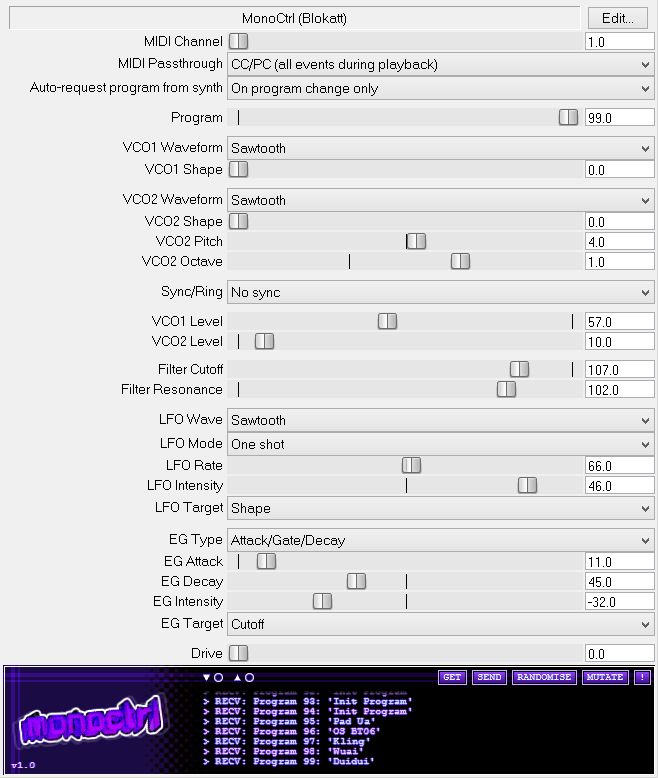 MonoCtrl (Blokatt) Edit...
MIDI Channel 1.0
MIDI Passthrough CC/PC (all events during playback)
Auto-request program from synth On program change only
Program 99.0
VCO1 Waveform Sawtooth
VCO1 Shape 0.0
VCO2 Waveform Sawtooth
VCO2 Shape 0.0
VCO2 Pitch 4.0
VCO2 Octave 1.0
Sync/Ring No sync
VCO1 Level 57.0
VCO2 Level 10.0
Filter Cutoff 107.0
Filter Resonance 102.0
LFO Wave Sawtooth
LFO Mode One shot
LFO Rate 66.0
LFO Intensity 46.0
LFO Target Shape
EG Type Attack/Gate/Decay
EG Attack 11.0
EG Decay 45.0
EG Intensity -32.0
EG Target Cutoff
Drive 0.0
GET SEND RANDOMISE MUTATE !
monoctrl
v1.0
> RECV: Program 92: 'Init Program'
> RECV: Program 93: 'Init Program'
> RECV: Program 94: 'Init Program'
> RECV: Program 95: 'Pad Ua'
> RECV: Program 96: 'OS BT06'
> RECV: Program 97: 'Kling'
> RECV: Program 98: 'Wuai'
> RECV: Program 99: 'Duidui'